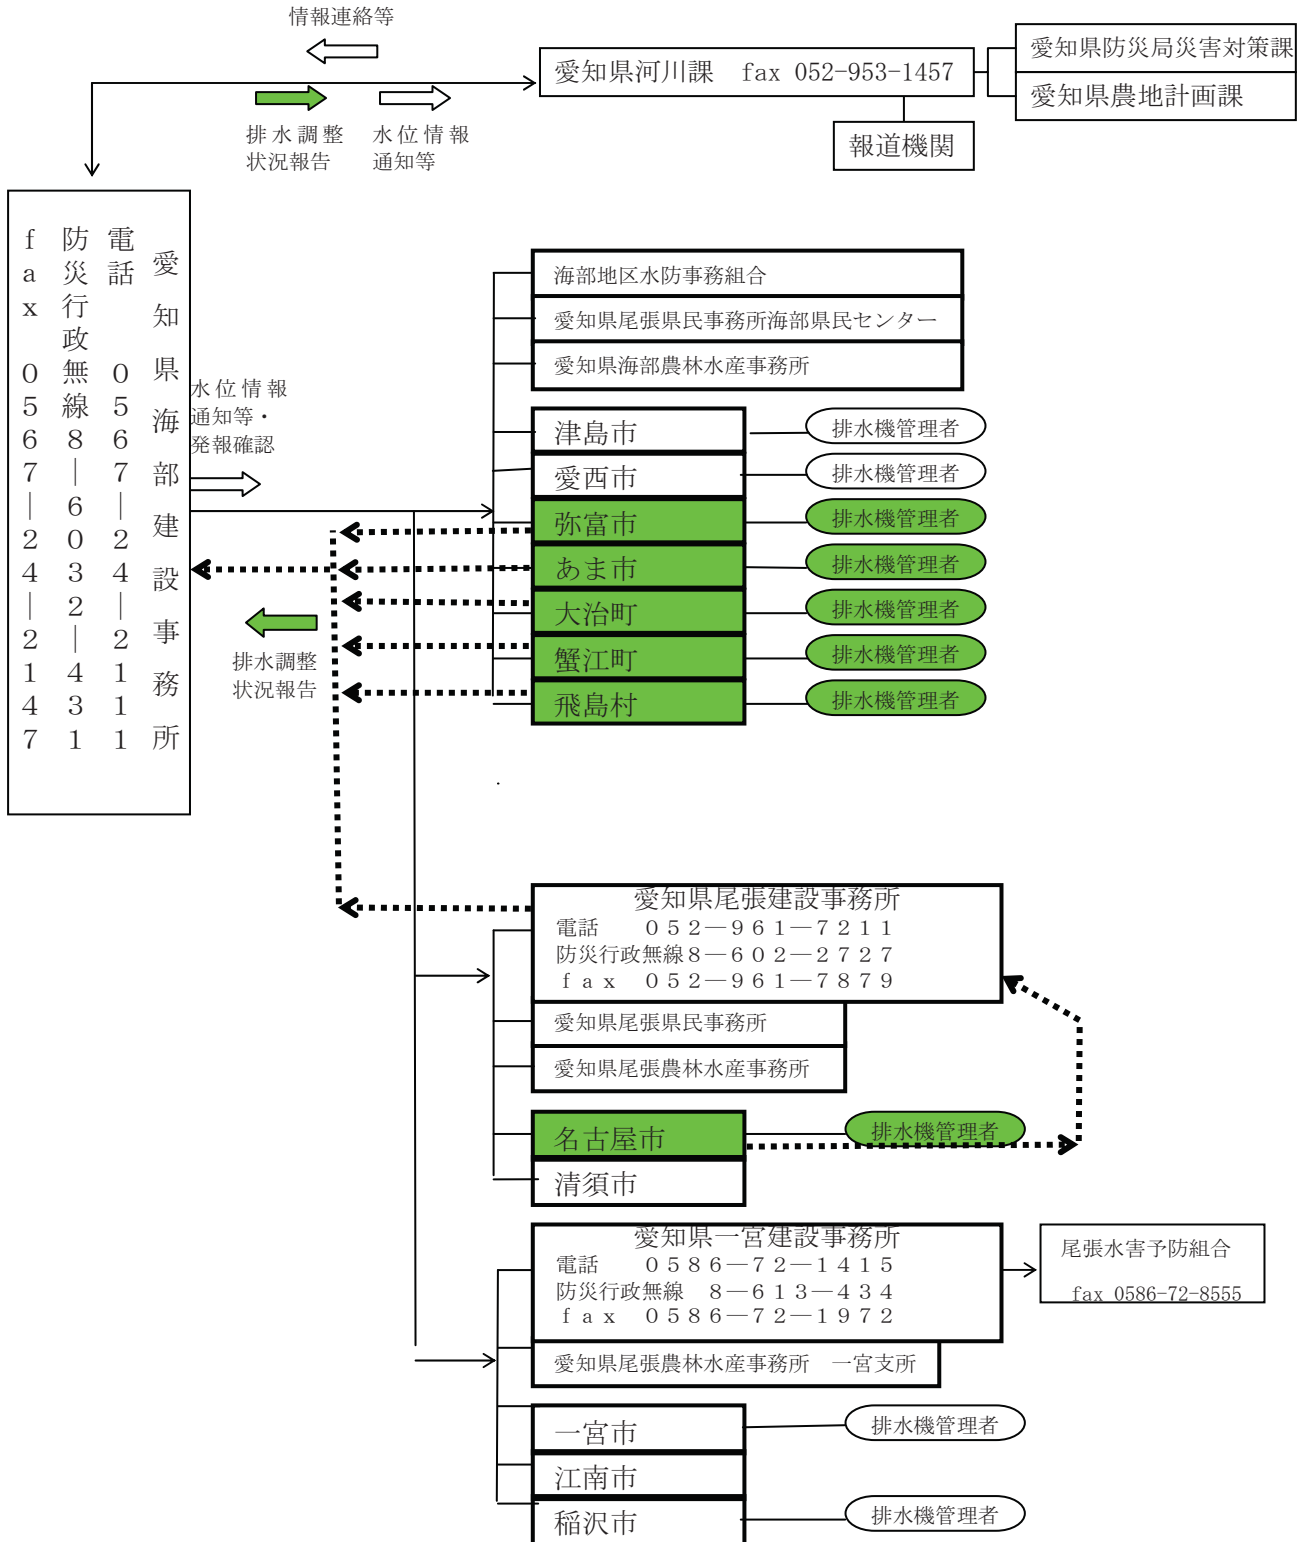 情報連絡等
愛知県河川課　fax 052-953-1457
愛知県防災局災害対策課
愛知県農地計画課
報道機関
排水調整
状況報告
水位情報
通知等
愛知県海部建設事務所
電話　０５６７―２４―２１１１
防災行政無線８―６０３２―４３１
ｆａｘ　０５６７―２４―２１４７
水位情報
通知等・
発報確認
排水調整
状況報告
海部地区水防事務組合
愛知県尾張県民事務所海部県民センター
愛知県海部農林水産事務所
津島市
排水機管理者
愛西市
排水機管理者
弥富市
排水機管理者
あま市
排水機管理者
大治町
排水機管理者
蟹江町
排水機管理者
飛島村
排水機管理者
愛知県尾張建設事務所
電話　０５２―９６１―７２１１
防災行政無線８―６０２―２７２７
ｆａｘ　０５２―９６１―７８７９
愛知県尾張県民事務所
愛知県尾張農林水産事務所
名古屋市
排水機管理者
清須市
愛知県一宮建設事務所
電話　０５８６―７２―１４１５
防災行政無線　８―６１３―４３４
ｆａｘ　０５８６―７２―１９７２
尾張水害予防組合
fax 0586-72-8555
愛知県尾張農林水産事務所　一宮支所
一宮市
排水機管理者
江南市
稲沢市
排水機管理者